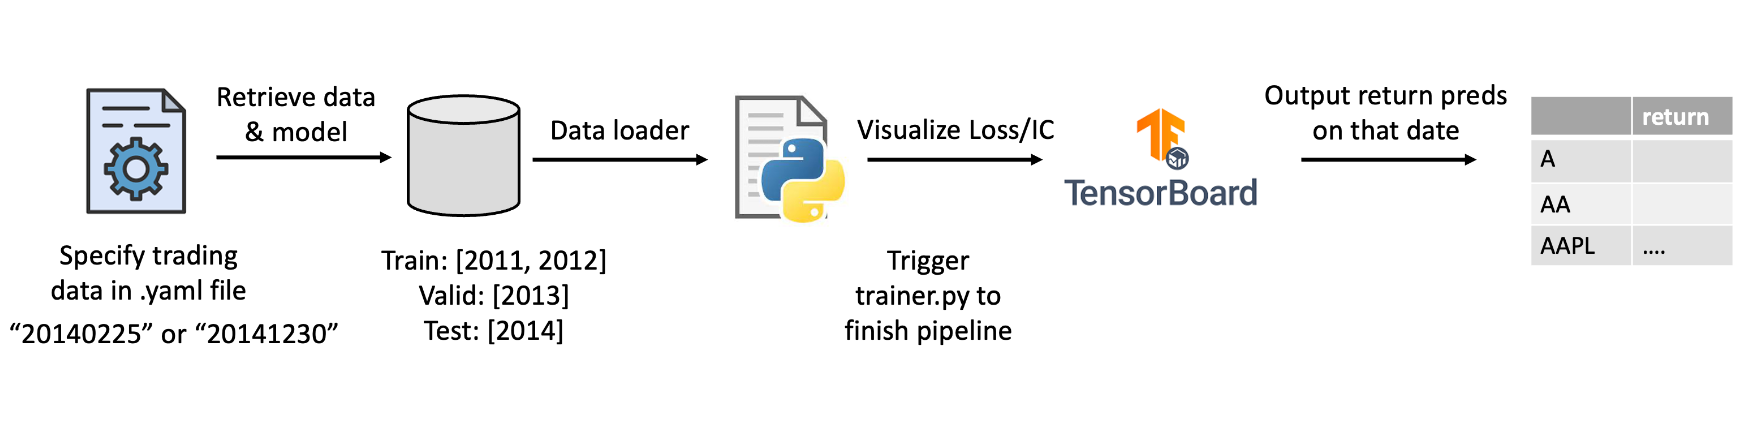 Specify trading
data in .yaml file
“20140225” or “20141230”
Retrieve data
& model
Train: [2011, 2012]
Valid: [2013]
Test: [2014]
Data loader
Trigger
trainer.py to
finish pipeline
Visualize Loss/IC
TensorBoard
Output return preds
on that date
return
A
AA
AAPL ....